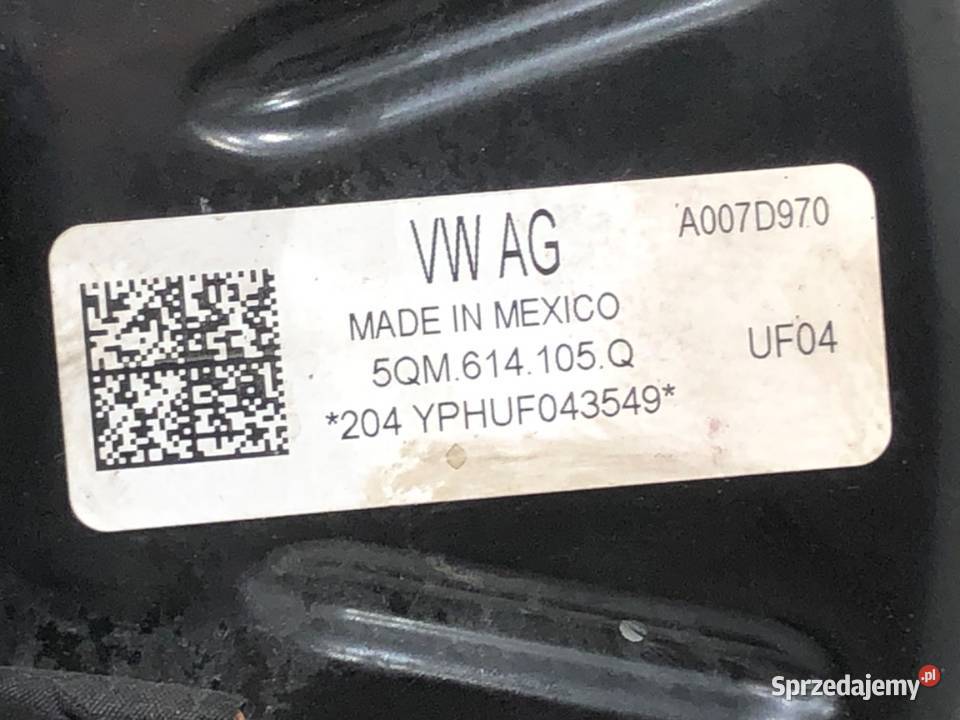 VW AG
A007D970
MADE IN MEXICO
5QM.614.105.Q
UF04
*204 YPHUF043549*
Sprzedajemy.pl